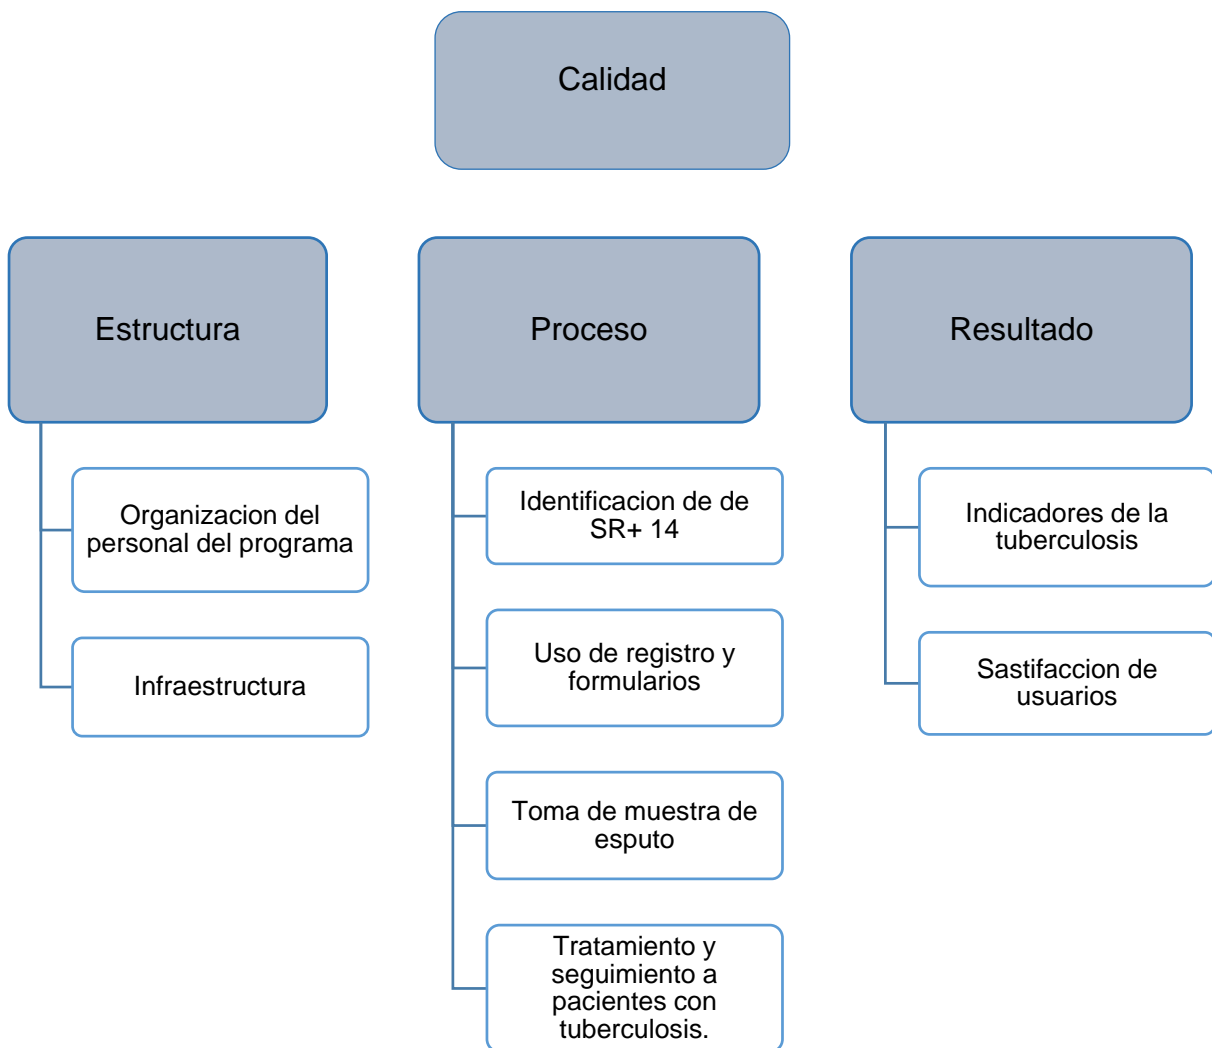 Calidad
Estructura
Organizacion del
personal del programa
Infraestructura
Proceso
Identificacion de de
SR+ 14
Uso de registro y
formularios
Toma de muestra de
esputo
Tratamiento y
seguimiento a
pacientes con
tuberculosis.
Resultado
Indicadores de la
tuberculosis
Sastifaccion de
usuarios